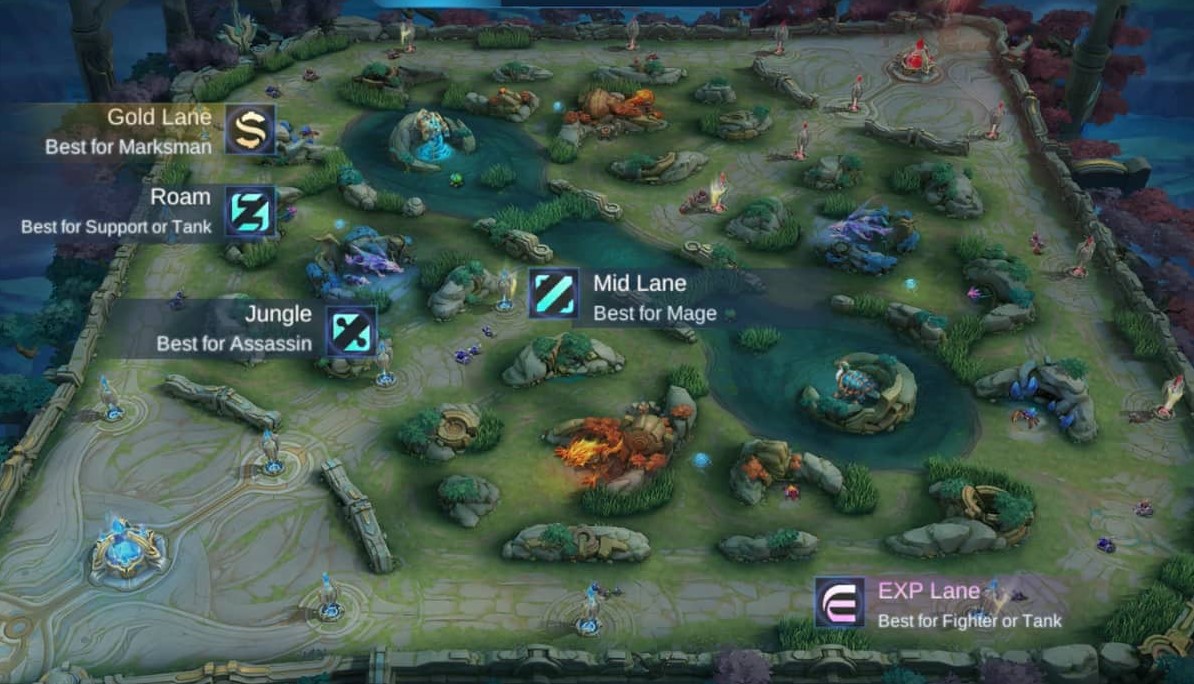 Gold Lane
Best for Marksman
Roam
Best for Support or Tank
Mid Lane
Best for Mage
Jungle
Best for Assassin
EXP Lane
Best for Fighter or Tank